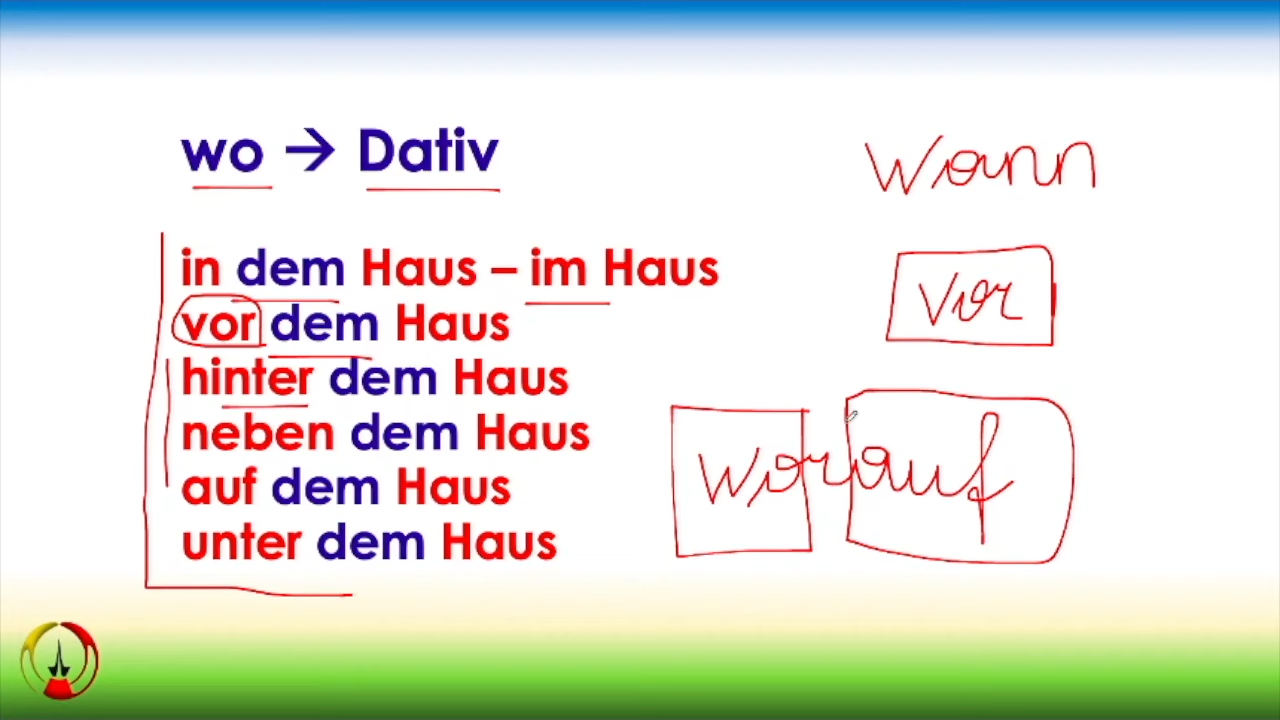 wo → Dativ
in dem Haus – im Haus
vor dem Haus
hinter dem Haus
neben dem Haus
auf dem Haus
unter dem Haus
wann
vor
worauf